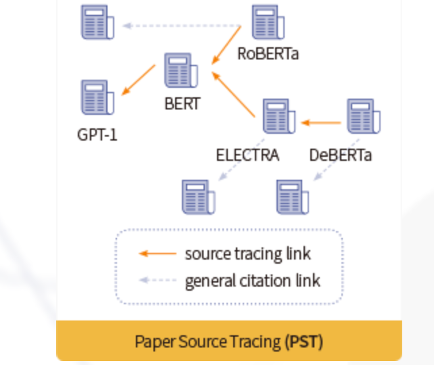 RoBERTa
BERT
GPT-1
ELECTRA DeBERTa
source tracing link
general citation link
Paper Source Tracing (PST)